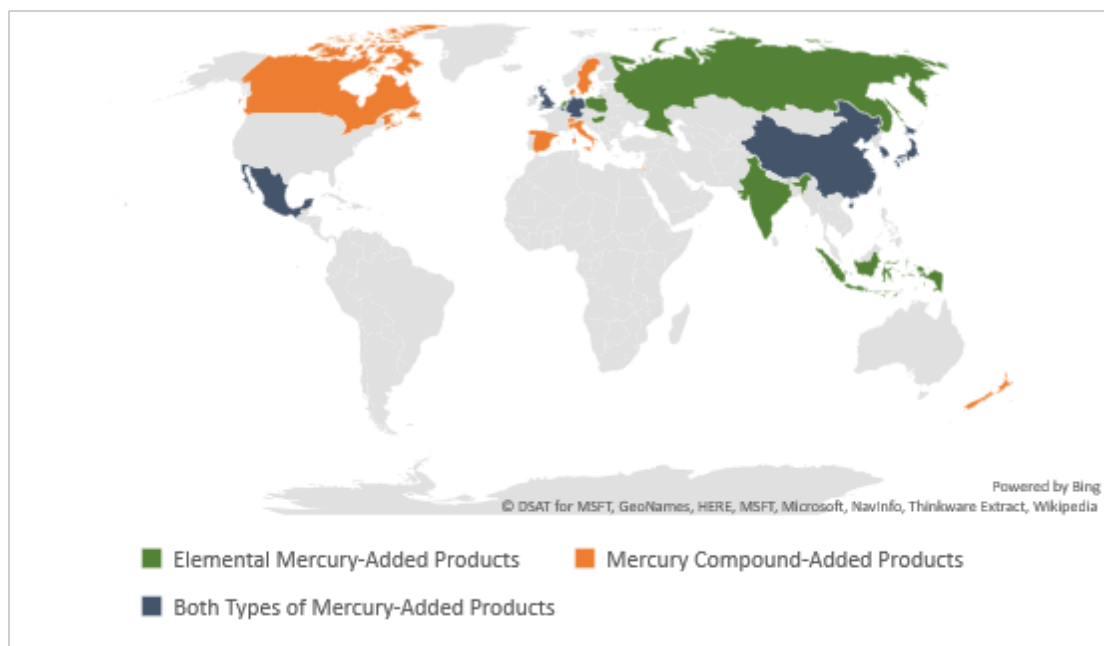 Powered by Bing
© DSAT for MSFT, GeoNames, HERE, MSFT, Microsoft, NavInfo, Thinkware Extract, Wikipedia
Elemental Mercury-Added Products
Mercury Compound-Added Products
Both Types of Mercury-Added Products